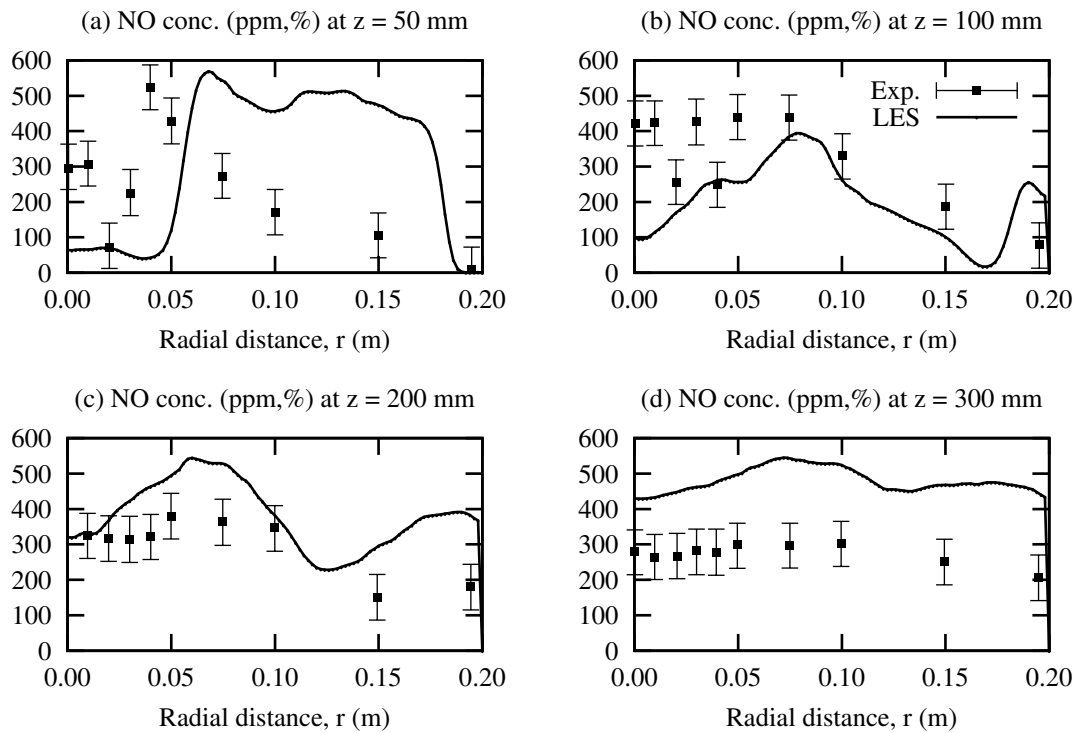 (a) NO conc. (ppm,%) at z = 50 mm
600
500
400
300
200
100
0
0.00 0.05 0.10 0.15 0.20
Radial distance, r (m)
(b) NO conc. (ppm,%) at z = 100 mm
600
500
400
300
200
100
0
Exp.
LES
0.00 0.05 0.10 0.15 0.20
Radial distance, r (m)
(c) NO conc. (ppm,%) at z = 200 mm
600
500
400
300
200
100
0
0.00 0.05 0.10 0.15 0.20
Radial distance, r (m)
(d) NO conc. (ppm,%) at z = 300 mm
600
500
400
300
200
100
0
0.00 0.05 0.10 0.15 0.20
Radial distance, r (m)